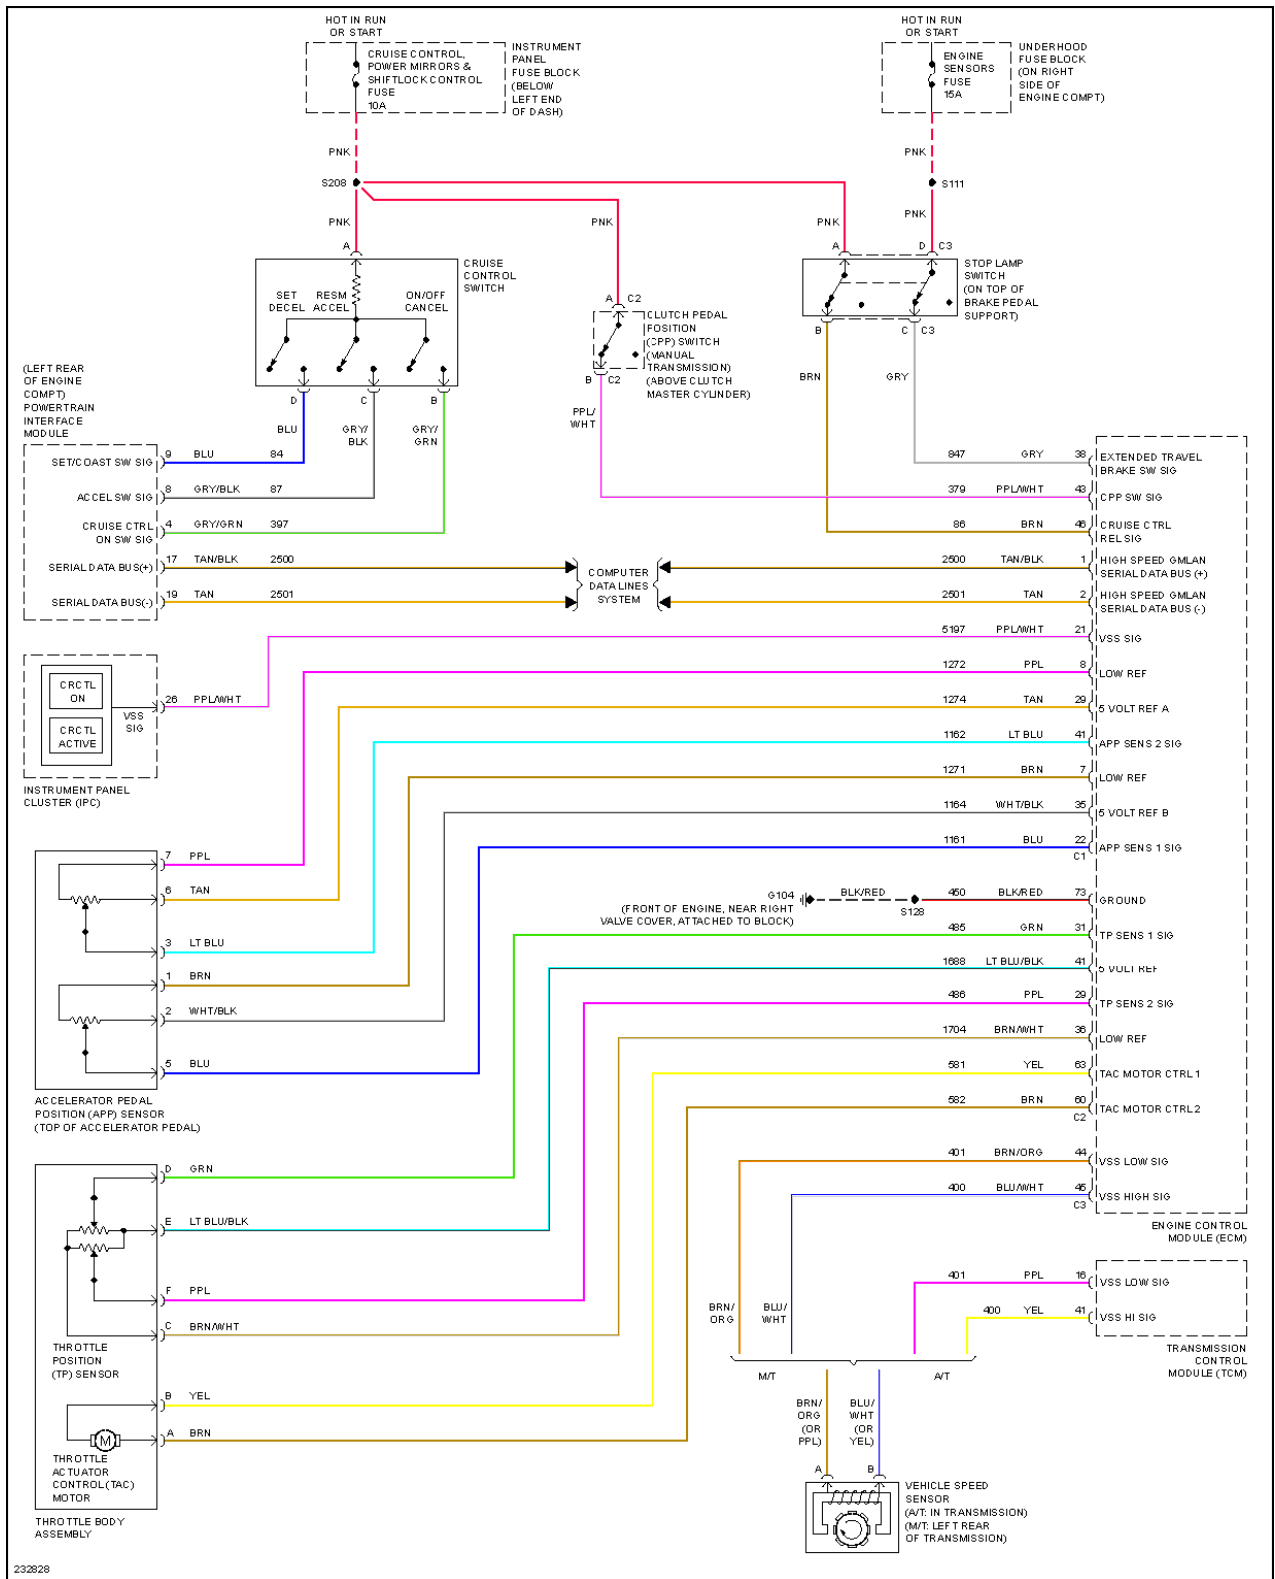 HOT IN RUN
OR START
CRUISE CONTROL,
POWER MIRRORS &
SHIFTLOCK CONTROL
FUSE
10A
INSTRUMENT
PANEL
FUSE BLOCK
(BELOW
LEFT END
OF DASH)
HOT IN RUN
OR START
ENGINE
SENSORS
FUSE
15A
UNDERHOOD
FUSE BLOCK
(ON RIGHT
SIDE OF
ENGINE COMPT)
PNK
PNK
S208
S111
PNK
PNK
PNK
PNK
A
CRUISE
CONTROL
SWITCH
SET
DECEL
RESM
ACCEL
ON/OFF
CANCEL
D
C
B
BLU
GRY/
BLK
GRY/
GRN
A
C2
CLUTCH PEDAL
POSITION
(CPP) SWITCH
(MANUAL
TRANSMISSION)
(ABOVE CLUTCH
MASTER CYLINDER)
B
C2
PPL/
WHT
A
D
C3
STOP LAMP
SWITCH
(ON TOP OF
BRAKE PEDAL
SUPPORT)
B
C
C3
BRN
GRY
(LEFT REAR
OF ENGINE
COMPT)
POWERTRAIN
INTERFACE
MODULE
SET/COAST SW SIG
9
BLU
84
ACCEL SW SIG
8
GRY/BLK
87
CRUISE CTRL
ON SW SIG
4
GRY/GRN
397
SERIAL DATA BUS(+)
17
TAN/BLK
2500
SERIAL DATA BUS(-)
19
TAN
2501
COMPUTER
DATA LINES
SYSTEM
847
GRY
38
EXTENDED TRAVEL
BRAKE SW SIG
379
PPL/WHT
43
CPP SW SIG
86
BRN
46
CRUISE CTRL
REL SIG
2500
TAN/BLK
1
HIGH SPEED GMLAN
SERIAL DATA BUS (+)
2501
TAN
2
HIGH SPEED GMLAN
SERIAL DATA BUS (-)
5197
PPL/WHT
21
VSS SIG
1272
PPL
8
LOW REF
1274
TAN
29
5 VOLT REF A
1162
LT BLU
41
APP SENS 2 SIG
1271
BRN
7
LOW REF
1164
WHT/BLK
35
5 VOLT REF B
1161
BLU
22
C1
APP SENS 1 SIG
CRCTL
ON
CRCTL
ACTIVE
VSS
SIG
26
PPL/WHT
INSTRUMENT PANEL
CLUSTER (IPC)
7
PPL
6
TAN
3
LT BLU
1
BRN
2
WHT/BLK
5
BLU
ACCELERATOR PEDAL
POSITION (APP) SENSOR
(TOP OF ACCELERATOR PEDAL)
G104
(FRONT OF ENGINE, NEAR RIGHT
VALVE COVER, ATTACHED TO BLOCK)
BLK/RED
S128
450
BLK/RED
73
GROUND
485
GRN
31
TP SENS 1 SIG
1688
LT BLU/BLK
41
5 VOLT REF
486
PPL
29
TP SENS 2 SIG
1704
BRN/WHT
36
LOW REF
581
YEL
63
TAC MOTOR CTRL 1
582
BRN
60
C2
TAC MOTOR CTRL 2
401
BRN/ORG
44
VSS LOW SIG
400
BLU/WHT
45
C3
VSS HIGH SIG
ENGINE CONTROL
MODULE (ECM)
D
GRN
E
LT BLU/BLK
F
PPL
C
BRN/WHT
THROTTLE
POSITION
(TP) SENSOR
B
YEL
A
BRN
M
THROTTLE
ACTUATOR
CONTROL(TAC)
MOTOR
THROTTLE BODY
ASSEMBLY
401
PPL
16
VSS LOW SIG
400
YEL
41
VSS HI SIG
TRANSMISSION
CONTROL
MODULE (TCM)
BRN/
ORG
BLU/
WHT
M/T
A/T
BRN/
ORG
(OR
PPL)
BLU/
WHT
(OR
YEL)
A
B
VEHICLE SPEED
SENSOR
(A/T: IN TRANSMISSION)
(M/T: LEFT REAR
OF TRANSMISSION)
232828